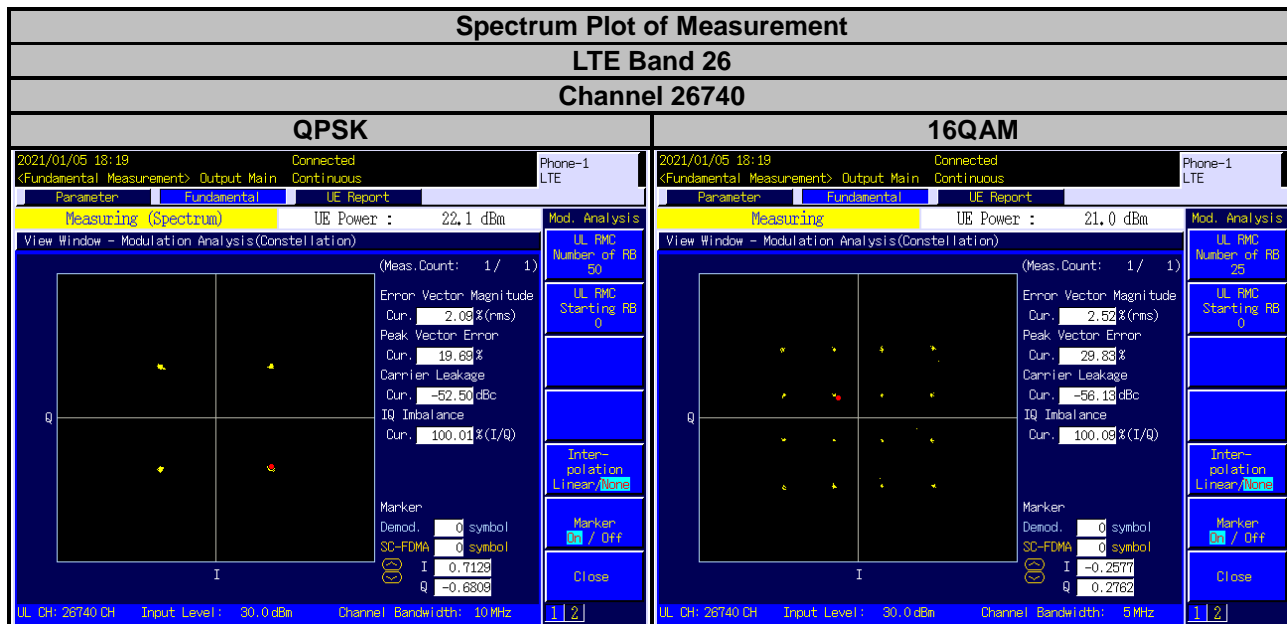 Spectrum Plot of Measurement
LTE Band 26
Channel 26740
QPSK
16QAM
2021/01/05 18:19 Connected
<Fundamental Measurement> Output Main Continuous
Phone-1
LTE
Parameter Fundamental UE Report
Measuring (Spectrum) UE Power : 22.1 dBm Mod. Analysis
View Window - Modulation Analysis(Constellation)
(Meas.Count: 1/ 1)
Error Vector Magnitude
Cur. 2.09 %(rms)
Peak Vector Error
Cur. 19.69 %
Carrier Leakage
Cur. -52.50 dBc
IQ Imbalance
Cur. 100.01 %(I/Q)
Marker
Demod. 0 symbol
SC-FDMA 0 symbol
I 0.7129
Q -0.6809
Q
I
UL RMC
Number of RB
50
UL RMC
Starting RB
0
Inter-
polation
Linear/None
Marker
On / Off
Close
UL CH: 26740 CH Input Level: 30.0 dBm Channel Bandwidth: 10 MHz 1 2
2021/01/05 18:19 Connected
<Fundamental Measurement> Output Main Continuous
Phone-1
LTE
Parameter Fundamental UE Report
Measuring UE Power : 21.0 dBm Mod. Analysis
View Window - Modulation Analysis(Constellation)
(Meas.Count: 1/ 1)
Error Vector Magnitude
Cur. 2.52 %(rms)
Peak Vector Error
Cur. 29.83 %
Carrier Leakage
Cur. -56.13 dBc
IQ Imbalance
Cur. 100.09 %(I/Q)
Marker
Demod. 0 symbol
SC-FDMA 0 symbol
I -0.2577
Q 0.2762
Q
I
UL RMC
Number of RB
25
UL RMC
Starting RB
0
Inter-
polation
Linear/None
Marker
On / Off
Close
UL CH: 26740 CH Input Level: 30.0 dBm Channel Bandwidth: 5 MHz 1 2